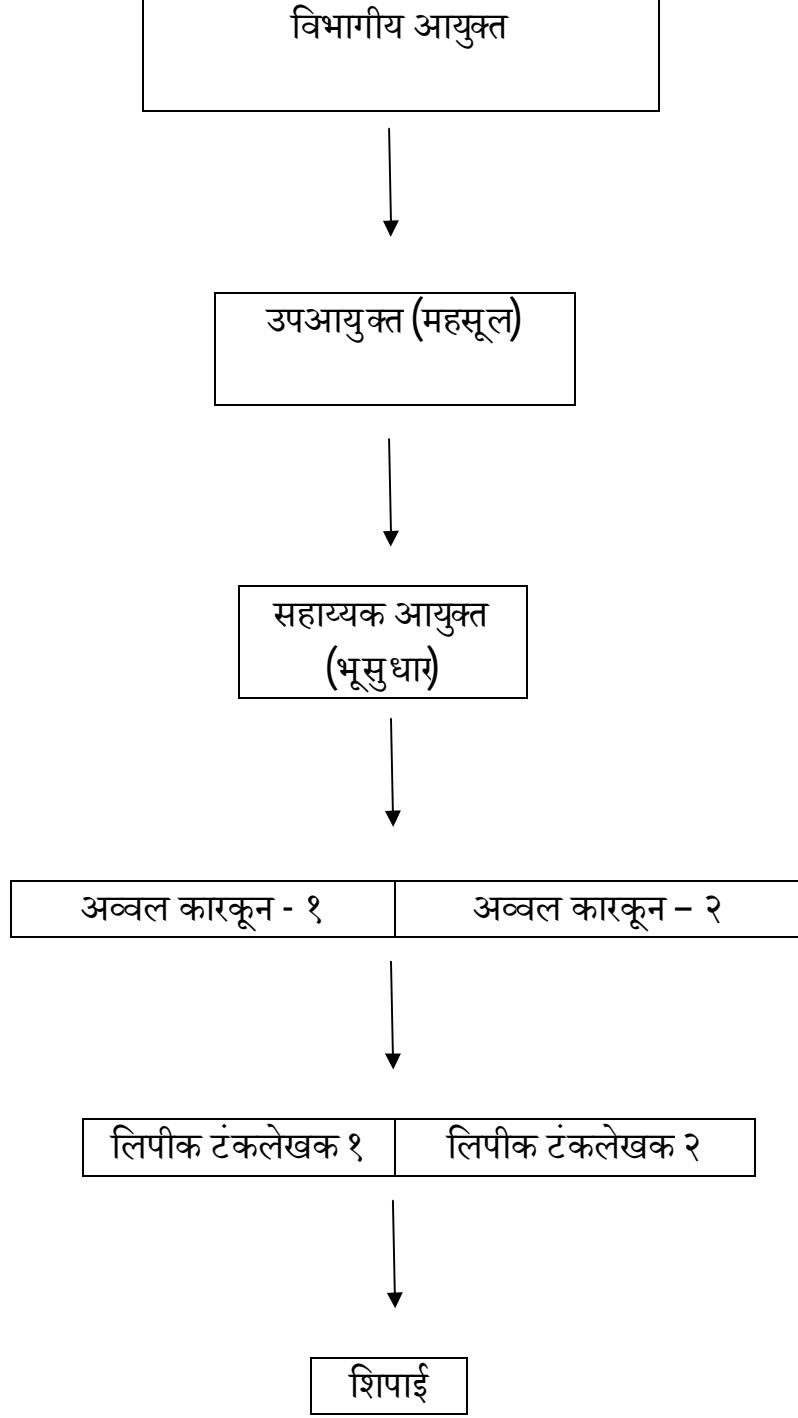 विभागीय आयुक्त
उपआयुक्त (महसूल)
सहाय्यक आयुक्त
(भूसुधार)
अव्वल कारकून - १ अव्वल कारकून – २
लिपीक टंकलेखक १ लिपीक टंकलेखक २
शिपाई